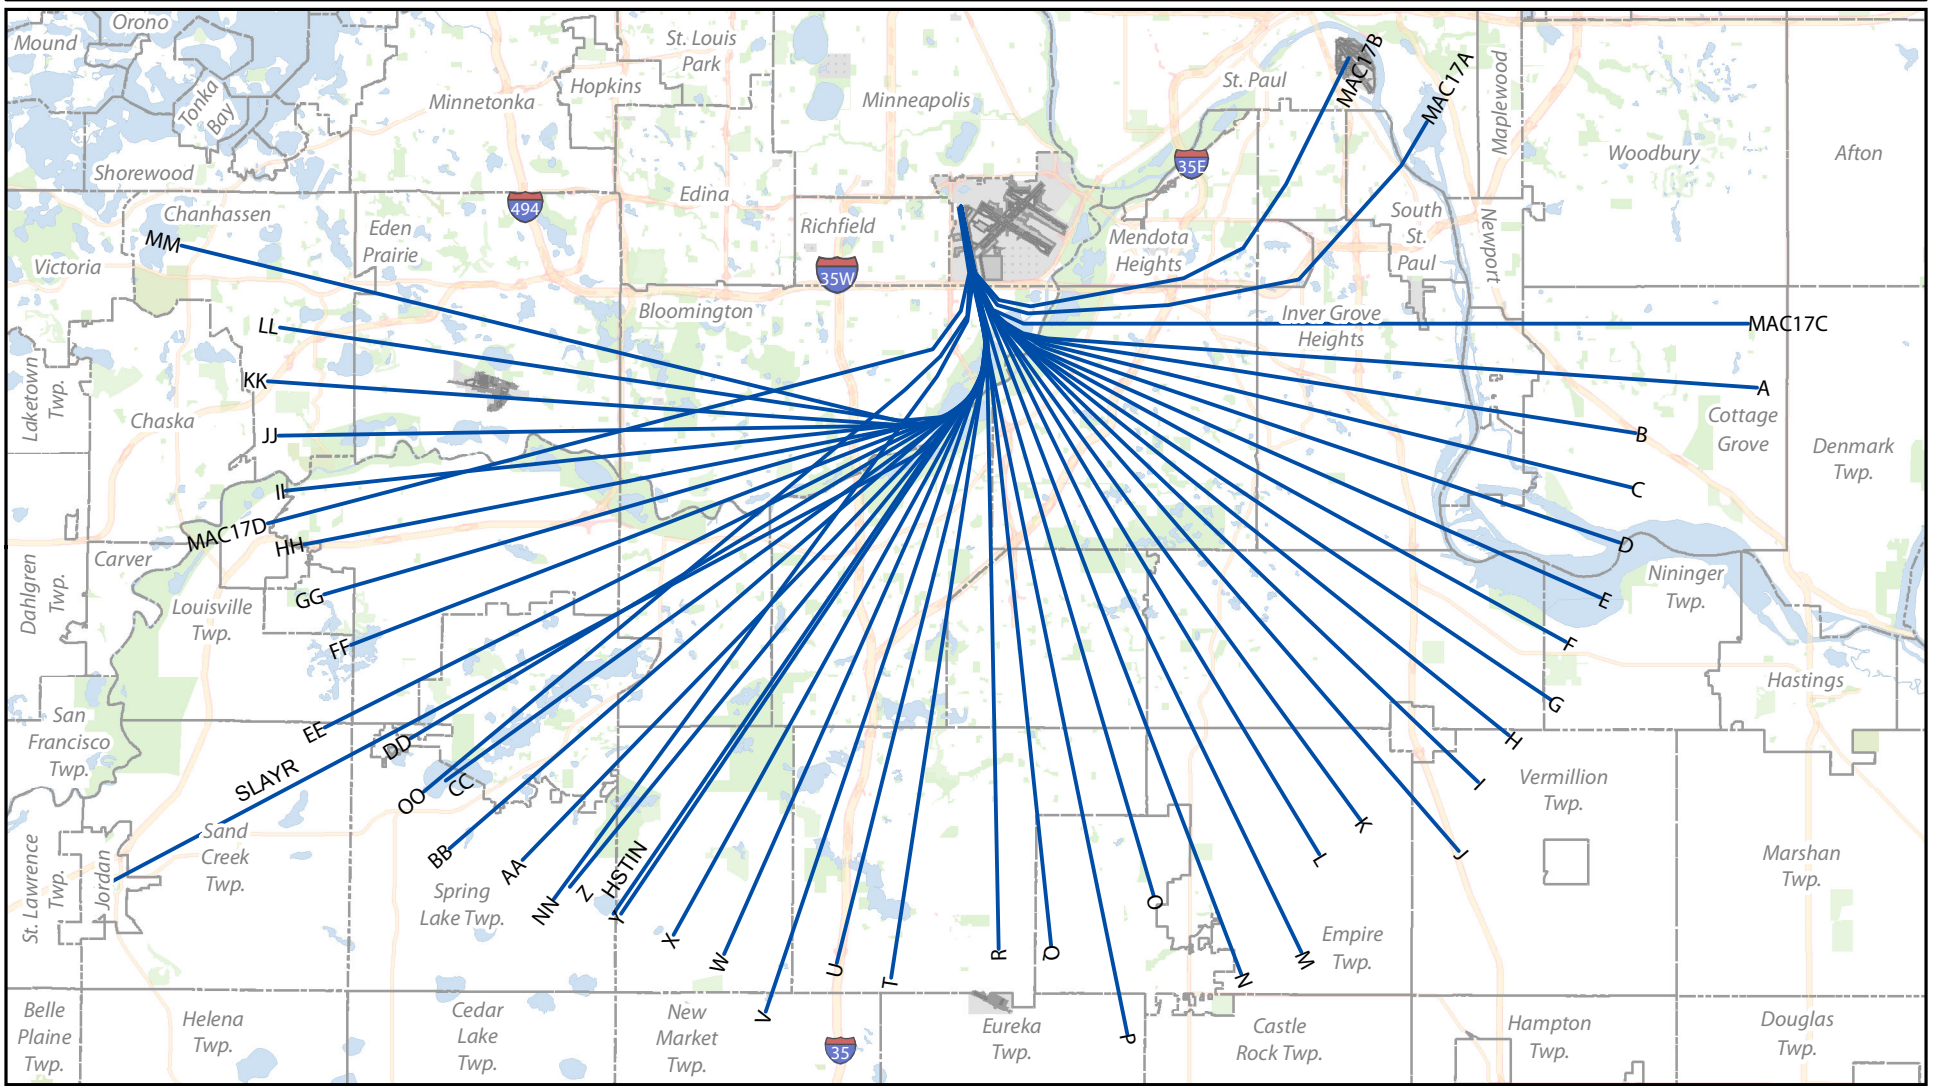 Orono
Mound
Tonka
Bay
Shorewood
Minnetonka
Hopkins
St. Louis
Park
Minneapolis
St. Paul
MAC17B
MAC17A
Maplewood
Woodbury
Afton
35E
494
35W
Chanhassen
MM
Victoria
Eden
Prairie
Edina
Richfield
Mendota
Heights
South
St.
Paul
Newport
Bloomington
Inver Grove
Heights
MAC17C
LL
KK
JJ
II
MAC17D
HH
GG
FF
EE
SLAYR
DD
OO
CC
BB
AA
NN
Z
HSTIN
Y
X
W
V
U
T
R
Q
P
O
N
M
L
K
J
I
H
G
F
E
D
C
B
A
Cottage
Grove
Denmark
Twp.
Laketown
Twp.
Chaska
Carver
Dahlgren
Twp.
Louisville
Twp.
San
Francisco
Twp.
Sand
Creek
Twp.
St. Lawrence
Twp.
Jordan
Spring
Lake Twp.
Nininger
Twp.
Hastings
Vermillion
Twp.
Marshan
Twp.
Empire
Twp.
Belle
Plaine
Twp.
Helena
Twp.
Cedar
Lake
Twp.
New
Market
Twp.
35
Eureka
Twp.
Castle
Rock Twp.
Hampton
Twp.
Douglas
Twp.